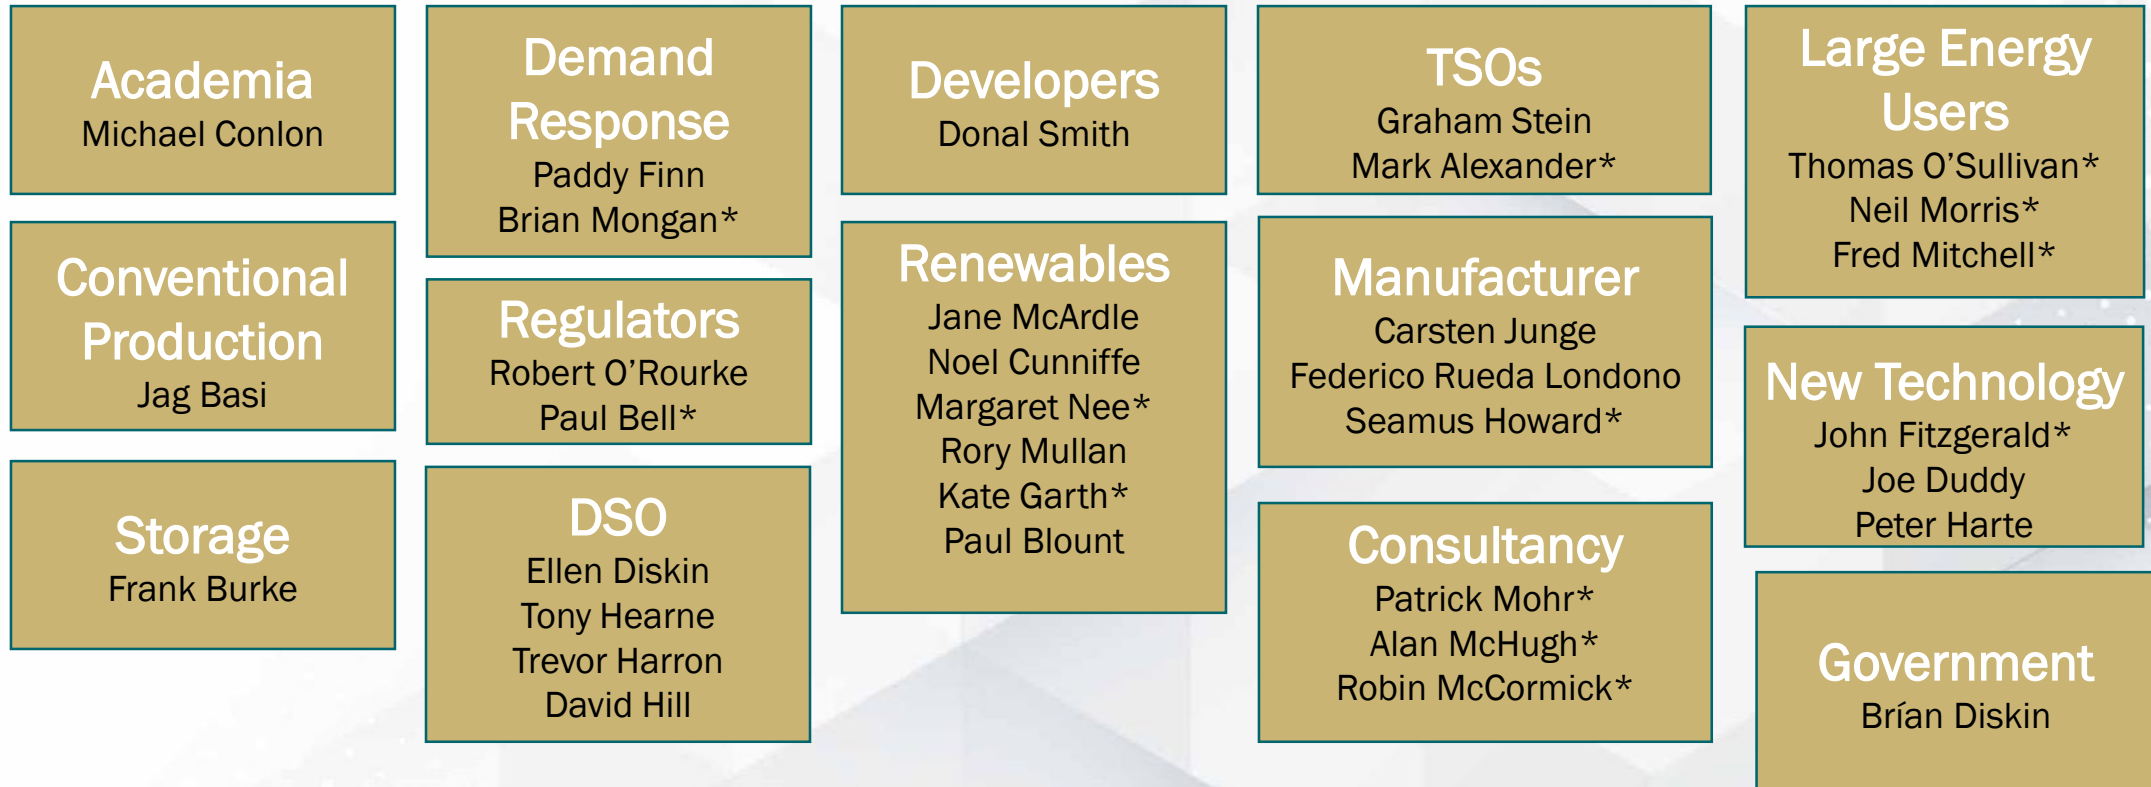 Academia
Michael Conlon
Conventional
Production
Jag Basi
Storage
Frank Burke
Demand
Response
Paddy Finn
Brian Mongan*
Regulators
Robert O'Rourke
Paul Bell*
DSO
Ellen Diskin
Tony Hearne
Trevor Harron
David Hill
Developers
Donal Smith
Renewables
Jane McArdle
Noel Cunniffe
Margaret Nee*
Rory Mullan
Kate Garth*
Paul Blount
TSOs
Graham Stein
Mark Alexander*
Manufacturer
Carsten Junge
Federico Rueda Londono
Seamus Howard*
Consultancy
Patrick Mohr*
Alan McHugh*
Robin McCormick*
Large Energy
Users
Thomas O'Sullivan*
Neil Morris*
Fred Mitchell*
New Technology
John Fitzgerald*
Joe Duddy
Peter Harte
Government
Brían Diskin